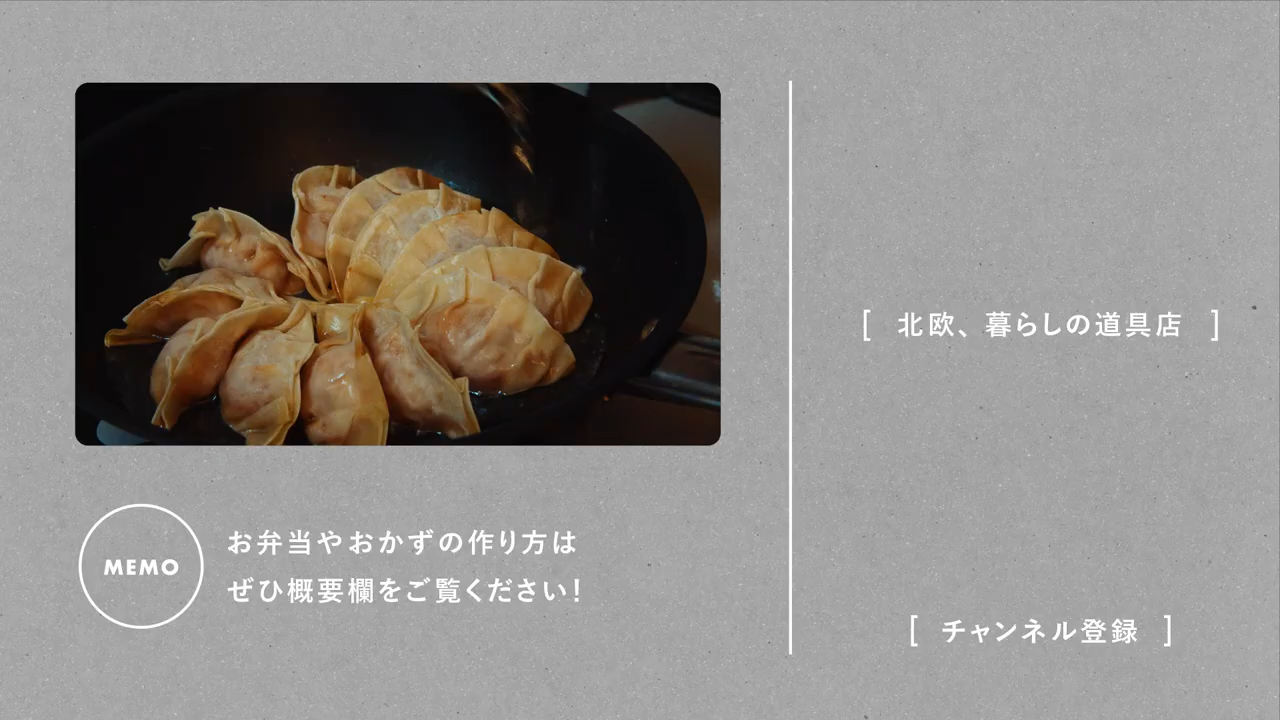 MEMO
お弁当やおかずの作り方は
ぜひ概要欄をご覧ください!
[ 北欧、暮らしの道具店 ]
[ チャンネル登録 ]